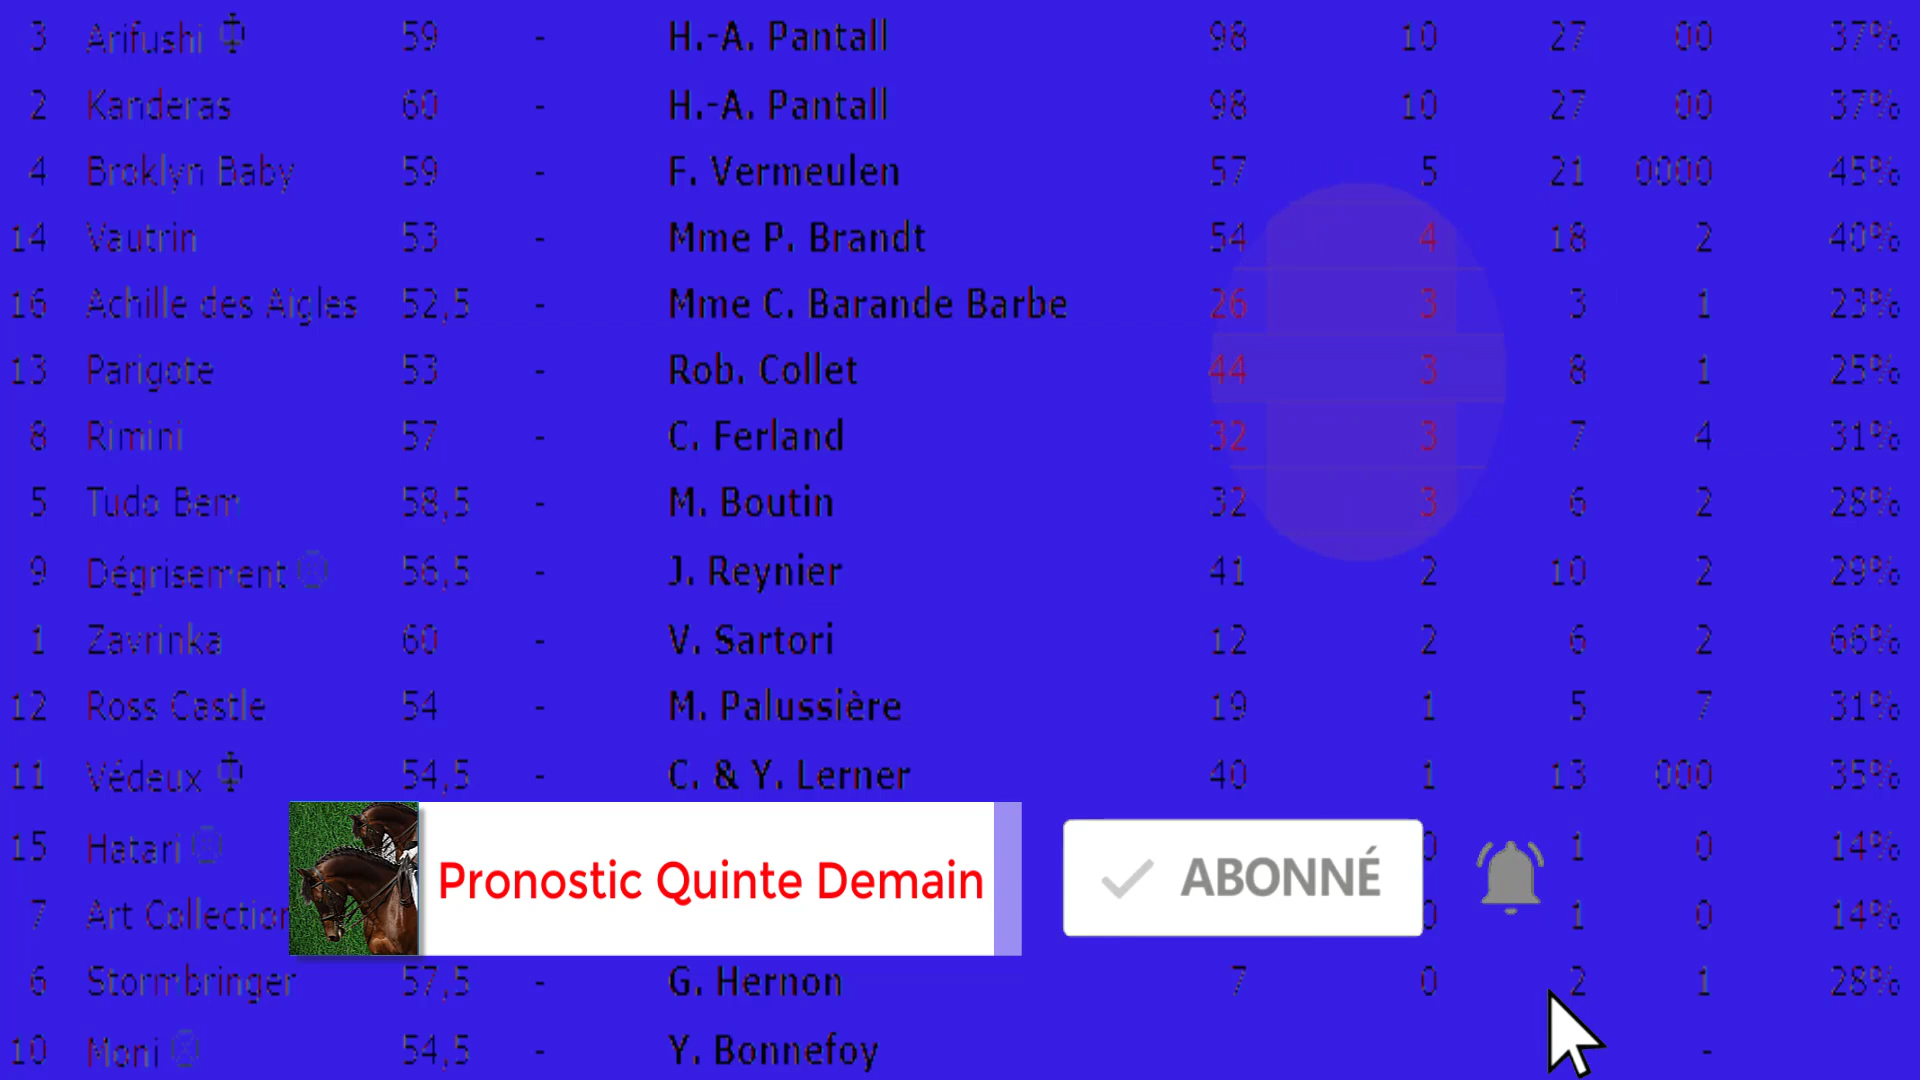 3 Arifushi 59 - H.-A. Pantall 98 10 27 00 37%
2 Kanderas 60 - H.-A. Pantall 98 10 27 00 37%
4 Broklyn Baby 59 - F. Vermeulen 57 5 21 0000 45%
14 Vautrin 53 - Mme P. Brandt 54 4 18 2 40%
16 Achille des Aigles 52,5 - Mme C. Barande Barbe 26 3 3 1 23%
13 Parigote 53 - Rob. Collet 44 3 8 1 25%
8 Rimini 57 - C. Ferland 32 3 7 4 31%
5 Tudo Bem 58,5 - M. Boutin 32 3 6 2 28%
9 Dégrisement 56,5 - J. Reynier 41 2 10 2 29%
1 Zavrinka 60 - V. Sartori 12 2 6 2 66%
12 Ross Castle 54 - M. Palussière 19 1 5 7 31%
11 Védeux 54,5 - C. & Y. Lerner 40 1 13 000 35%
15 Hatari 0 1 0 14%
Pronostic Quinte Demain ABONNÉ
7 Art Collection 0 1 0 14%
6 Stormbringer 57,5 - G. Hernon 7 0 2 1 28%
10 Moni 54,5 - Y. Bonnefoy -